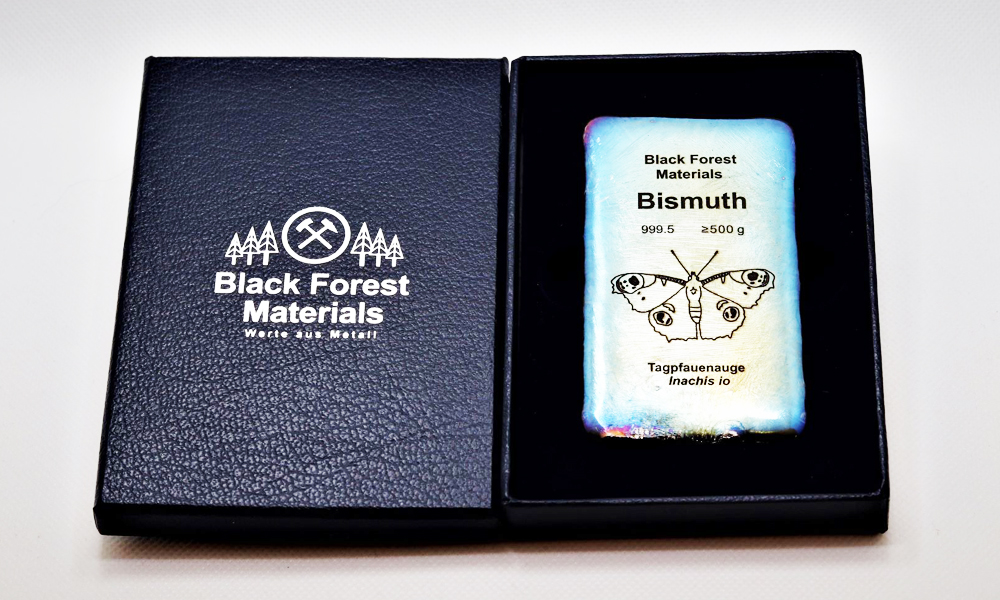 Black Forest
Materials
Werte aus Metall
Black Forest
Materials
Bismuth
999.5 ≥500 g
Tagpfauenauge
Inachis io